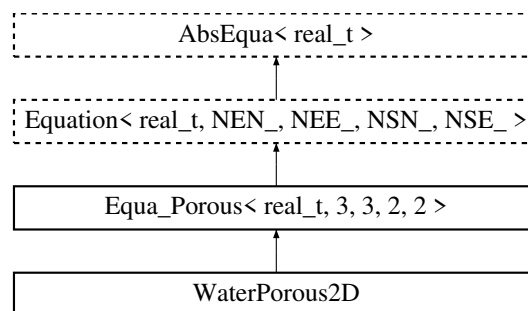 AbsEqua< real_t >
Equation< real_t, NEN_, NEE_, NSN_, NSE_ >
Equa_Porous< real_t, 3, 3, 2, 2 >
WaterPorous2D